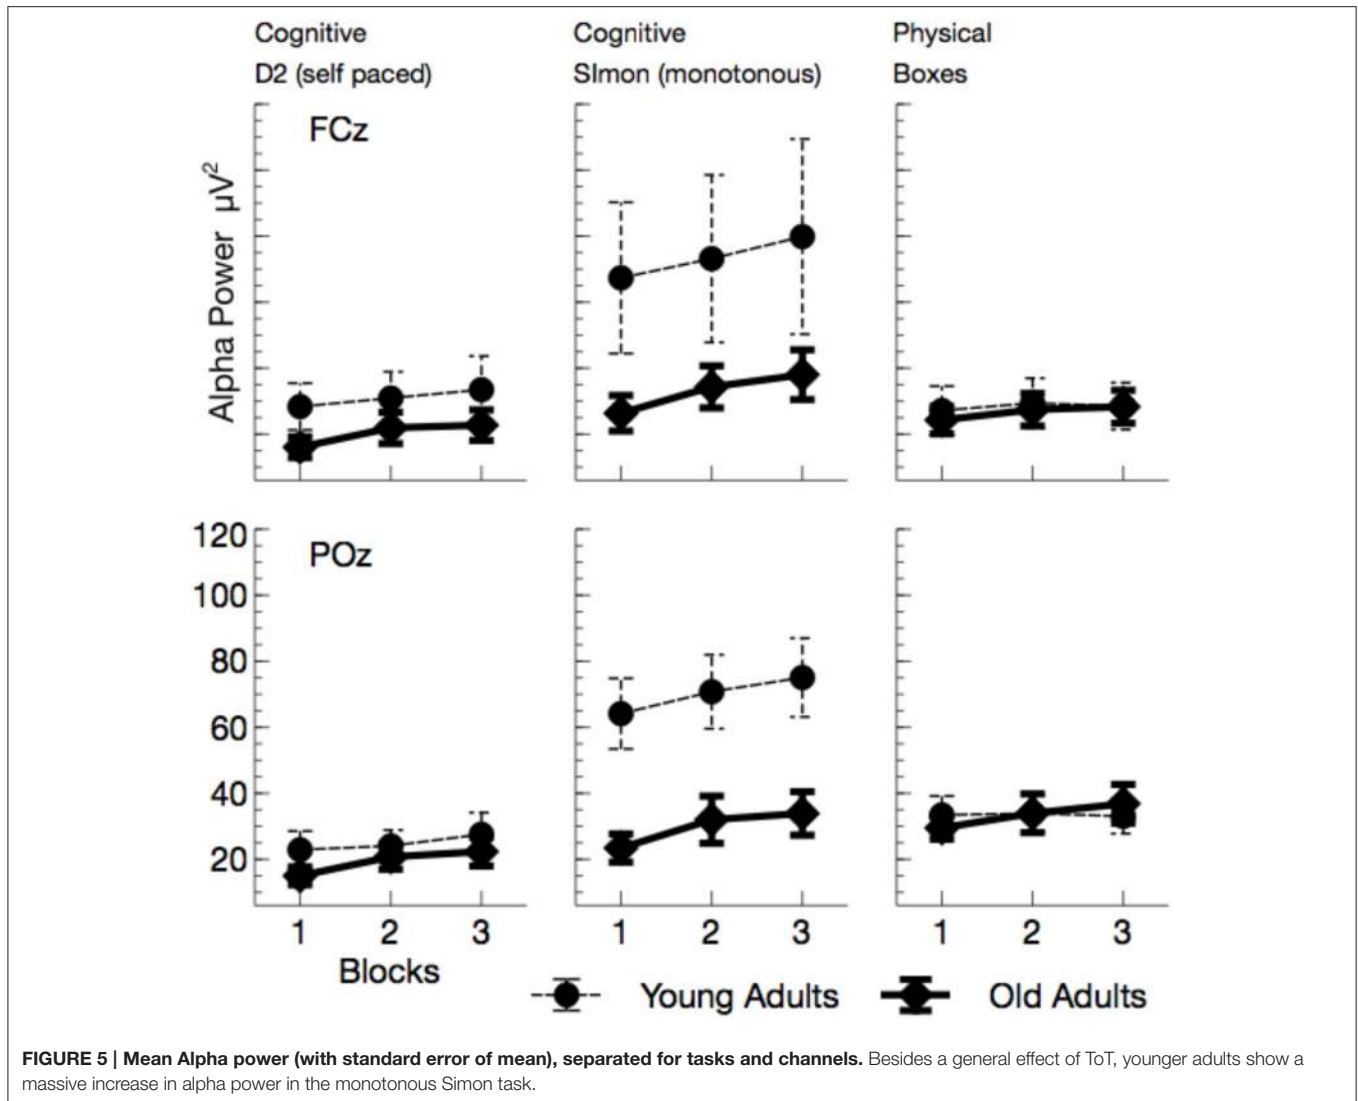 Cognitive
D2 (self paced)
Cognitive
SImon (monotonous)
Physical
Boxes
FCz
Alpha Power µV²
POz
120
100
80
60
40
20
1 2 3
1 2 3
1 2 3
Blocks
Young Adults
Old Adults
FIGURE 5 | Mean Alpha power (with standard error of mean), separated for tasks and channels. Besides a general effect of ToT, younger adults show a
massive increase in alpha power in the monotonous Simon task.